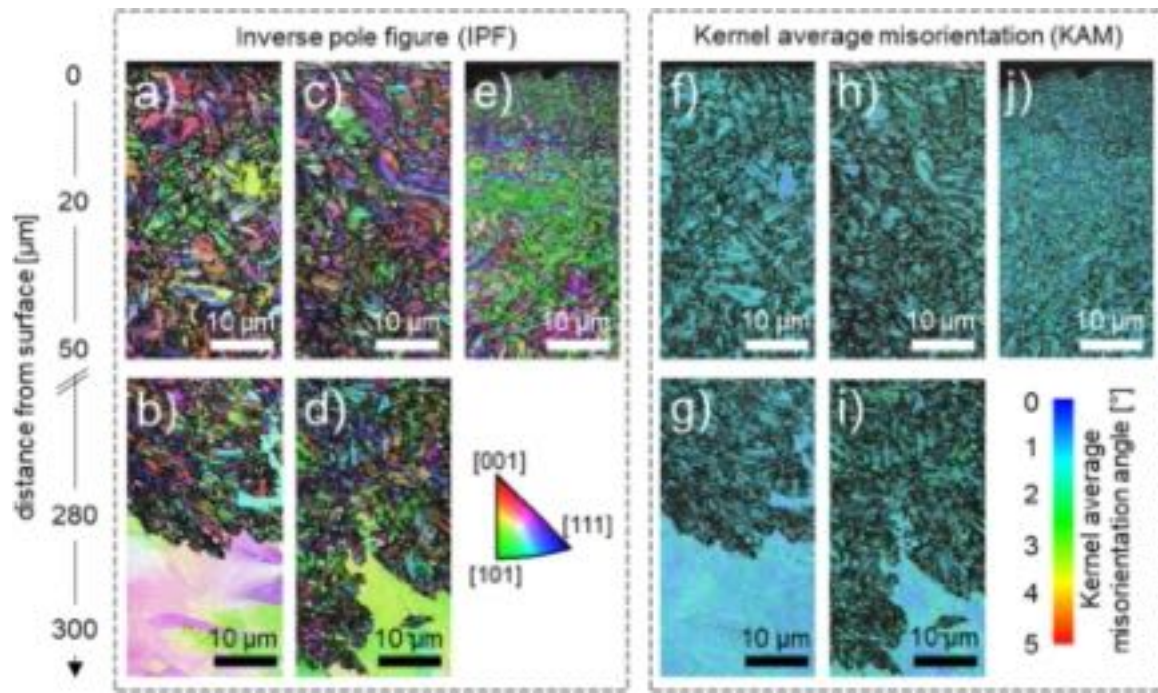 Inverse pole figure (IPF)
Kernel average misorientation (KAM)
distance from surface [µm]
0
20
50
280
300
a)
c)
e)
f)
h)
j)
10 µm
10 µm
10 µm
10 µm
10 µm
10 µm
b)
d)
g)
i)
[001]
[111]
[101]
10 µm
10 µm
10 µm
10 µm
0
1
2
3
4
5
Kernel average
misorientation angle [°]